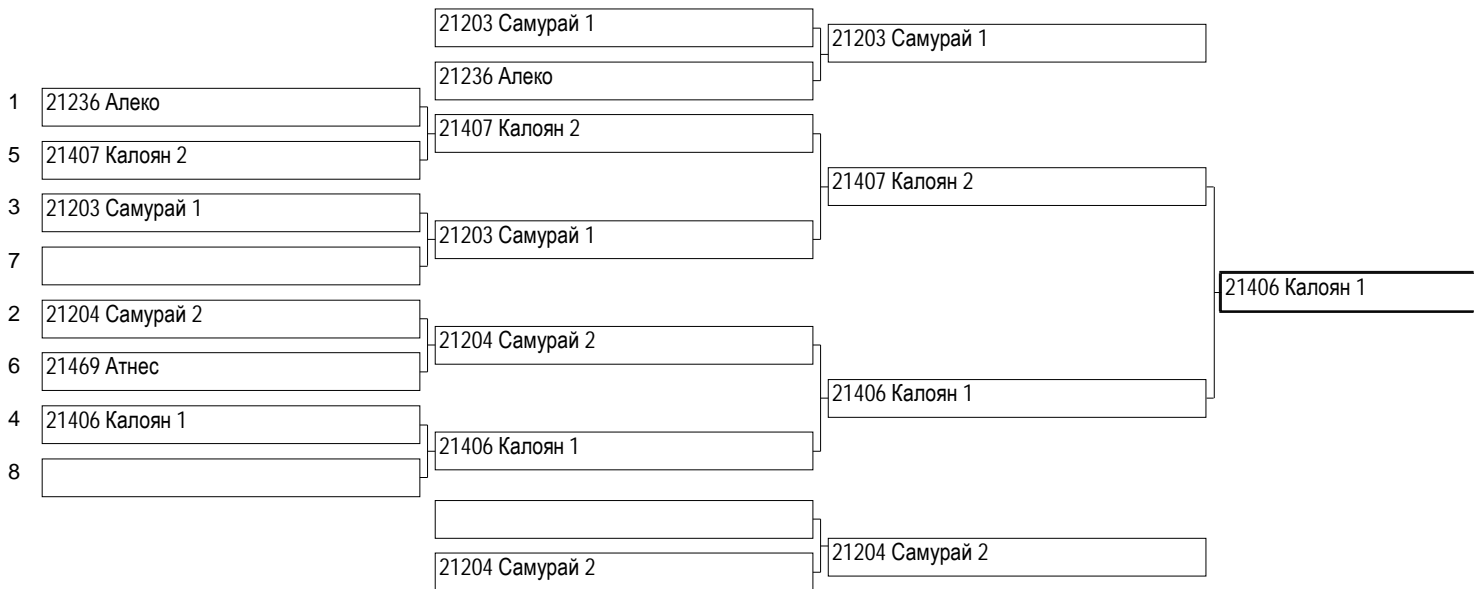 21203 Самурай 1
21203 Самурай 1
21236 Алеко
1 21236 Алеко
21407 Калоян 2
5 21407 Калоян 2
21407 Калоян 2
3 21203 Самурай 1
21203 Самурай 1
7
21406 Калоян 1
2 21204 Самурай 2
21204 Самурай 2
6 21469 Атнес
21406 Калоян 1
4 21406 Калоян 1
21406 Калоян 1
8
21204 Самурай 2
21204 Самурай 2